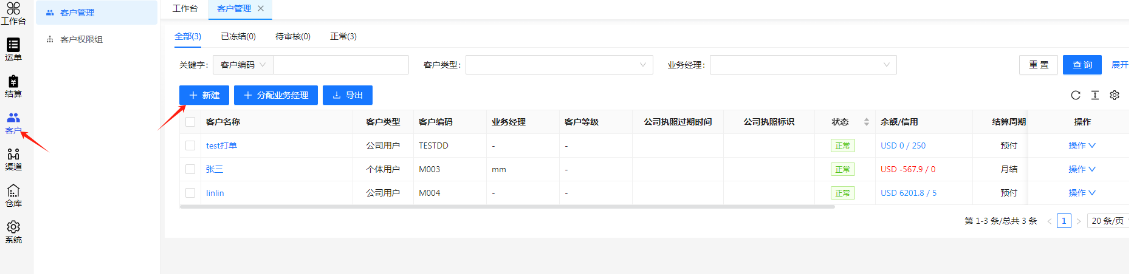 工作台
运单
结算
客户
渠道
仓库
系统
客户管理
客户权限组
工作台 客户管理
全部(3) 已冻结(0) 待审核(0) 正常(3)
关键字: 客户编码 客户类型: 业务经理: 重 置 查 询 展开
新建 分配业务经理 导出
客户名称 客户类型 客户编码 业务经理 客户等级 公司执照过期时间 公司执照标识 状态 余额/信用 结算周期 操作
test打单 公司用户 TESTDD - - 正常 USD 0 / 250 预付 操作
张三 个体用户 M003 mm - 正常 USD -567.9 / 0 月结 操作
linlin 公司用户 M004 - - 正常 USD 6201.8 / 5 预付 操作
第 1-3 条/总共 3 条 < 1 > 20 条/页